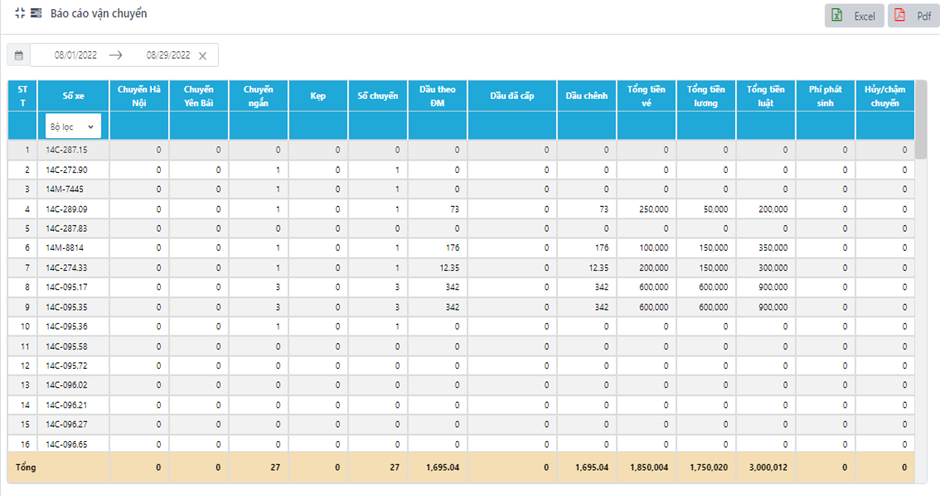 Báo cáo vận chuyển
Excel
Pdf
08/01/2022 → 08/29/2022 ×
STT Số xe Chuyến Hà Nội Chuyến Yên Bái Chuyến ngắn Kẹp Số chuyến Dầu theo ĐM Dầu đã cấp Dầu chênh Tổng tiền vé Tổng tiền lương Tổng tiền luật Phí phát sinh Hủy/chậm chuyến
Bộ lọc
1 14C-287.15 0 0 0 0 0 0 0 0 0 0 0 0 0
2 14C-272.90 0 0 1 0 1 0 0 0 0 0 0 0 0
3 14M-7445 0 0 1 0 1 0 0 0 0 0 0 0 0
4 14C-289.09 0 0 1 0 1 73 0 73 250,000 50,000 200,000 0 0
5 14C-287.83 0 0 0 0 0 0 0 0 0 0 0 0 0
6 14M-8814 0 0 1 0 1 176 0 176 100,000 150,000 350,000 0 0
7 14C-274.33 0 0 1 0 1 12.35 0 12.35 200,000 150,000 300,000 0 0
8 14C-095.17 0 0 3 0 3 342 0 342 600,000 600,000 900,000 0 0
9 14C-095.35 0 0 3 0 3 342 0 342 600,000 600,000 900,000 0 0
10 14C-095.36 0 0 1 0 1 0 0 0 0 0 0 0 0
11 14C-095.58 0 0 0 0 0 0 0 0 0 0 0 0 0
12 14C-095.72 0 0 0 0 0 0 0 0 0 0 0 0 0
13 14C-096.02 0 0 0 0 0 0 0 0 0 0 0 0 0
14 14C-096.21 0 0 0 0 0 0 0 0 0 0 0 0 0
15 14C-096.27 0 0 0 0 0 0 0 0 0 0 0 0 0
16 14C-096.65 0 0 0 0 0 0 0 0 0 0 0 0 0
Tổng 0 0 27 0 27 1,695.04 0 1,695.04 1,850,004 1,750,020 3,000,012 0 0